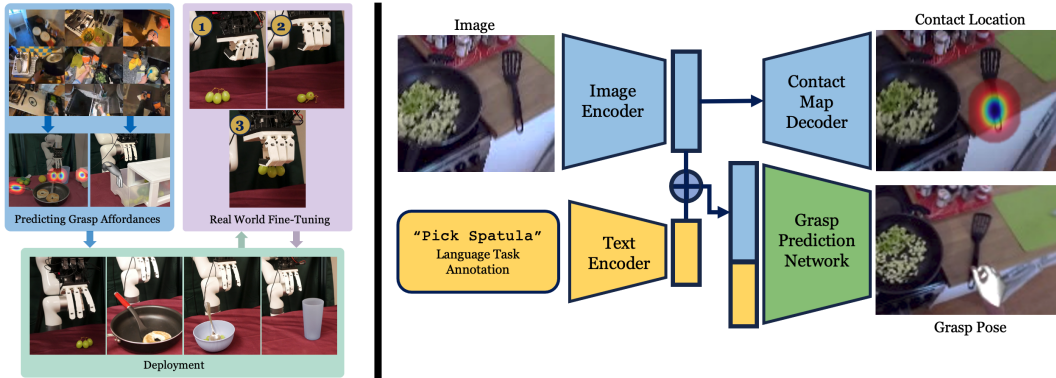 1
2
3
Predicting Grasp Affordances
Real World Fine-Tuning
Deployment
Image
Image
Encoder
Contact
Map
Decoder
Contact Location
“Pick Spatula”
Language Task
Annotation
Text
Encoder
Grasp
Prediction
Network
Grasp Pose